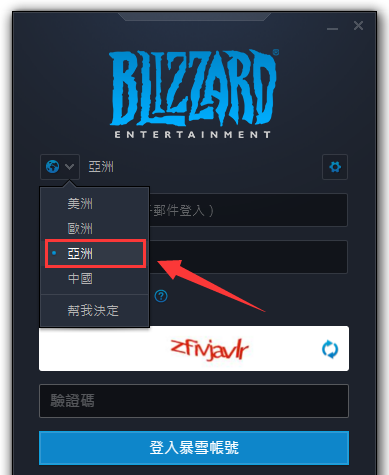 BLIZZARD®
ENTERTAINMENT
亞洲
美洲
歐洲
亞洲
中國
幫我決定
子郵件登入）
?
zfivjavlr
驗證碼
登入暴雪帳號